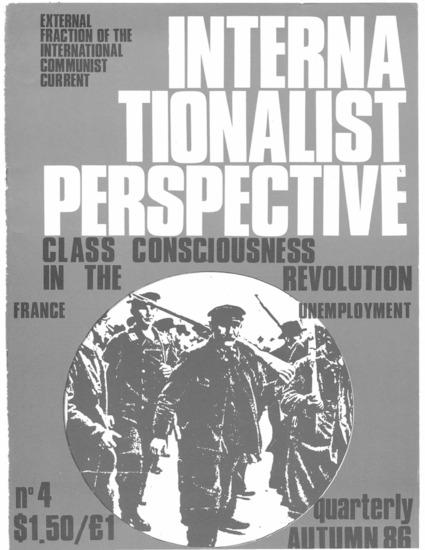 EXTERNAL
FRACTION OF THE
INTERNATIONAL
COMMUNIST
CURRENT
INTERNA
TIONALIST
PERSPECTIVE
CLASS CONSCIOUSNESS
IN THE REVOLUTION
FRANCE UNEMPLOYMENT
nº 4
$1.50/£1
quarterly
AUTUMN 86